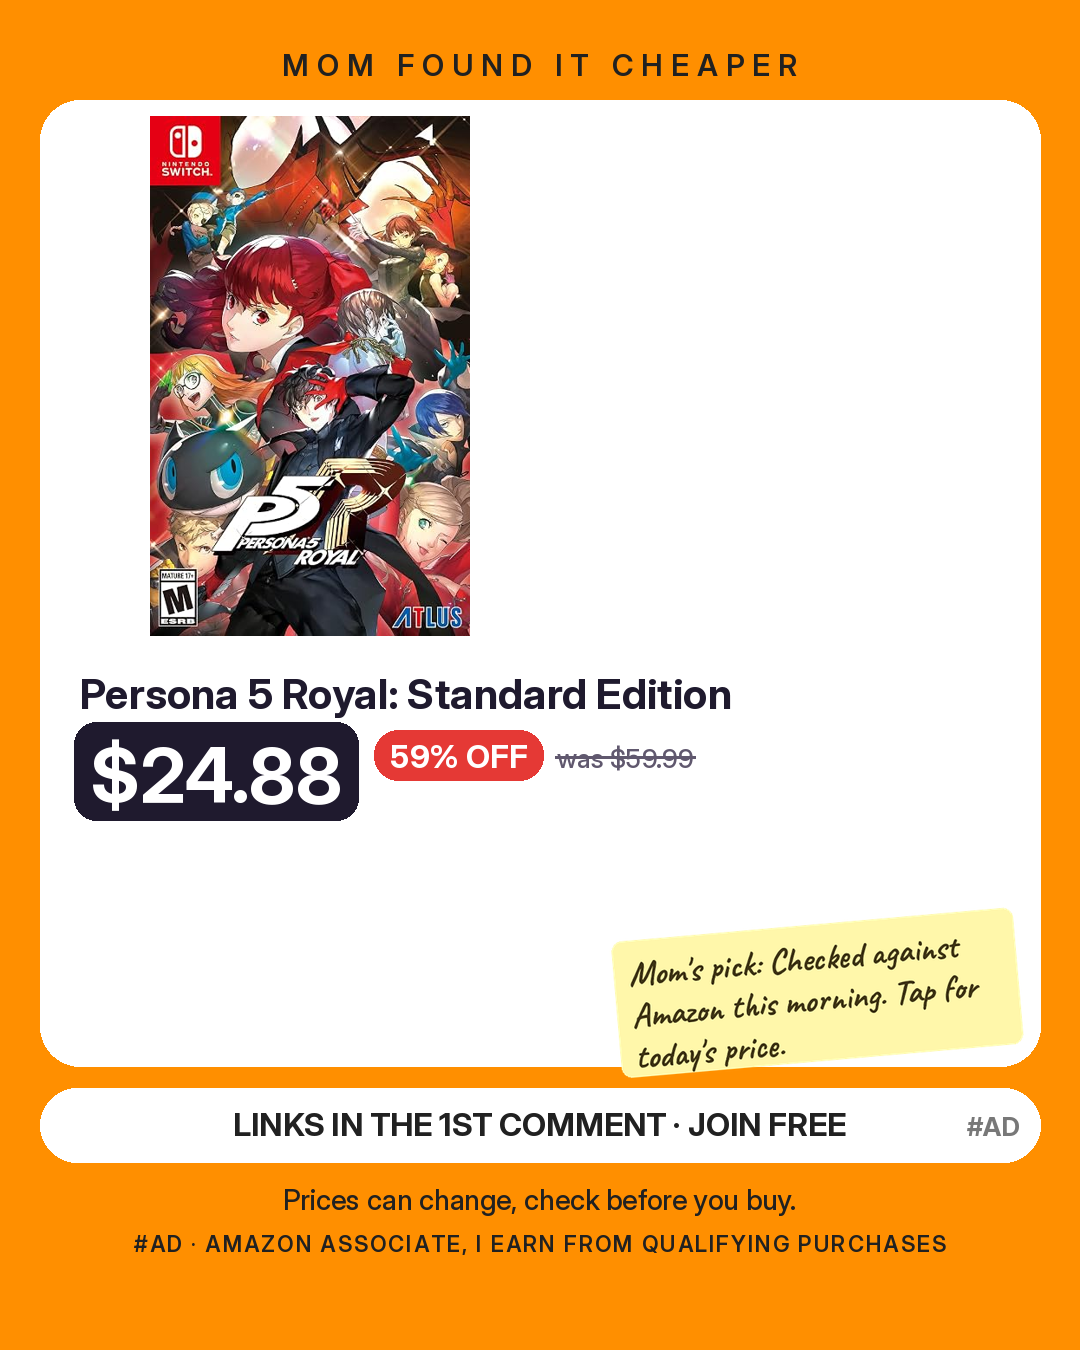 MOM FOUND IT CHEAPER
NINTENDO
SWITCH
P5R
PERSONA5
ROYAL
MATURE 17+
M
ESRB
ATLUS
Persona 5 Royal: Standard Edition
$24.88
59% OFF
was $59.99
Mom's pick: Checked against
Amazon this morning. Tap for
today's price.
LINKS IN THE 1ST COMMENT · JOIN FREE
#AD
Prices can change, check before you buy.
#AD · AMAZON ASSOCIATE, I EARN FROM QUALIFYING PURCHASES